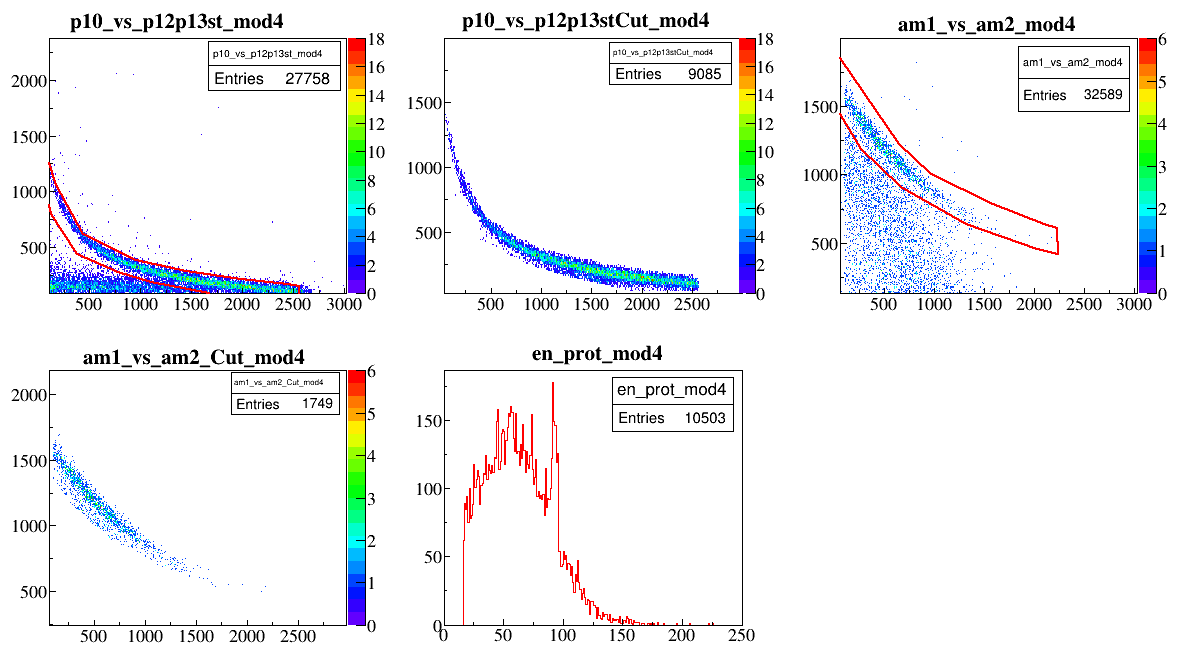 p10_vs_p12p13st_mod4
p10_vs_p12p13st_mod4
Entries 27758
2000
1500
1000
500
500 1000 1500 2000 2500 3000
18
16
14
12
10
8
6
4
2
0
p10_vs_p12p13stCut_mod4
p10_vs_p12p13stCut_mod4
Entries 9085
1500
1000
500
500 1000 1500 2000 2500 3000
18
16
14
12
10
8
6
4
2
0
am1_vs_am2_mod4
am1_vs_am2_mod4
Entries 32589
1500
1000
500
500 1000 1500 2000 2500 3000
6
5
4
3
2
1
0
am1_vs_am2_Cut_mod4
am1_vs_am2_Cut_mod4
Entries 1749
2000
1500
1000
500
500 1000 1500 2000 2500
6
5
4
3
2
1
0
en_prot_mod4
en_prot_mod4
Entries 10503
150
100
50
0
0 50 100 150 200 250